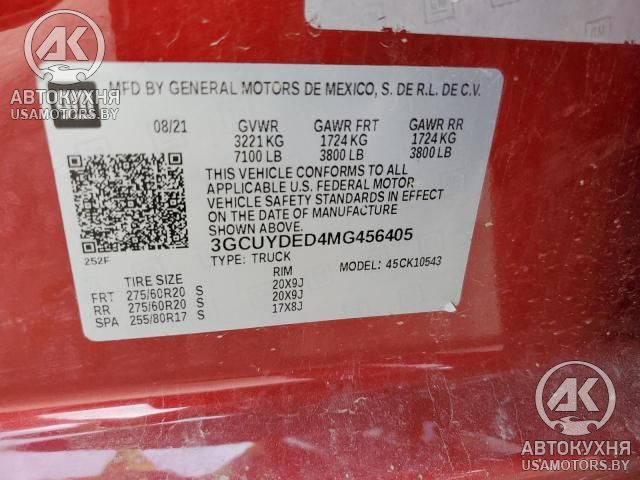 AK
АВТОКУХНЯ
USAMOTORS.BY
GM
MFD BY GENERAL MOTORS DE MEXICO, S. DE R.L. DE C.V.
08/21 GVWR GAWR FRT GAWR RR
3221 KG 1724 KG 1724 KG
7100 LB 3800 LB 3800 LB
THIS VEHICLE CONFORMS TO ALL
APPLICABLE U.S. FEDERAL MOTOR
VEHICLE SAFETY STANDARDS IN EFFECT
ON THE DATE OF MANUFACTURE
SHOWN ABOVE.
3GCUYDED4MG456405
252F
TYPE: TRUCK MODEL: 45CK10543
TIRE SIZE RIM
FRT 275/60R20 S 20X9J
RR 275/60R20 S 20X9J
SPA 255/80R17 S 17X8J
AK
АВТОКУХНЯ
USAMOTORS.BY